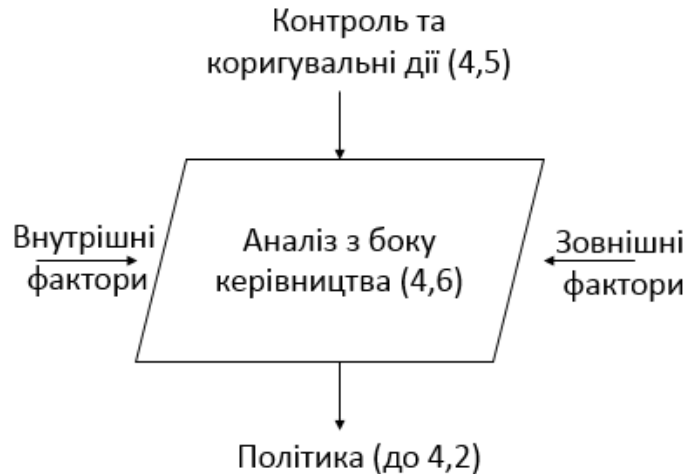 Контроль та
коригувальні дії (4,5)
Внутрішні
фактори
Аналіз з боку
керівництва (4,6)
Зовнішні
фактори
Політика (до 4,2)